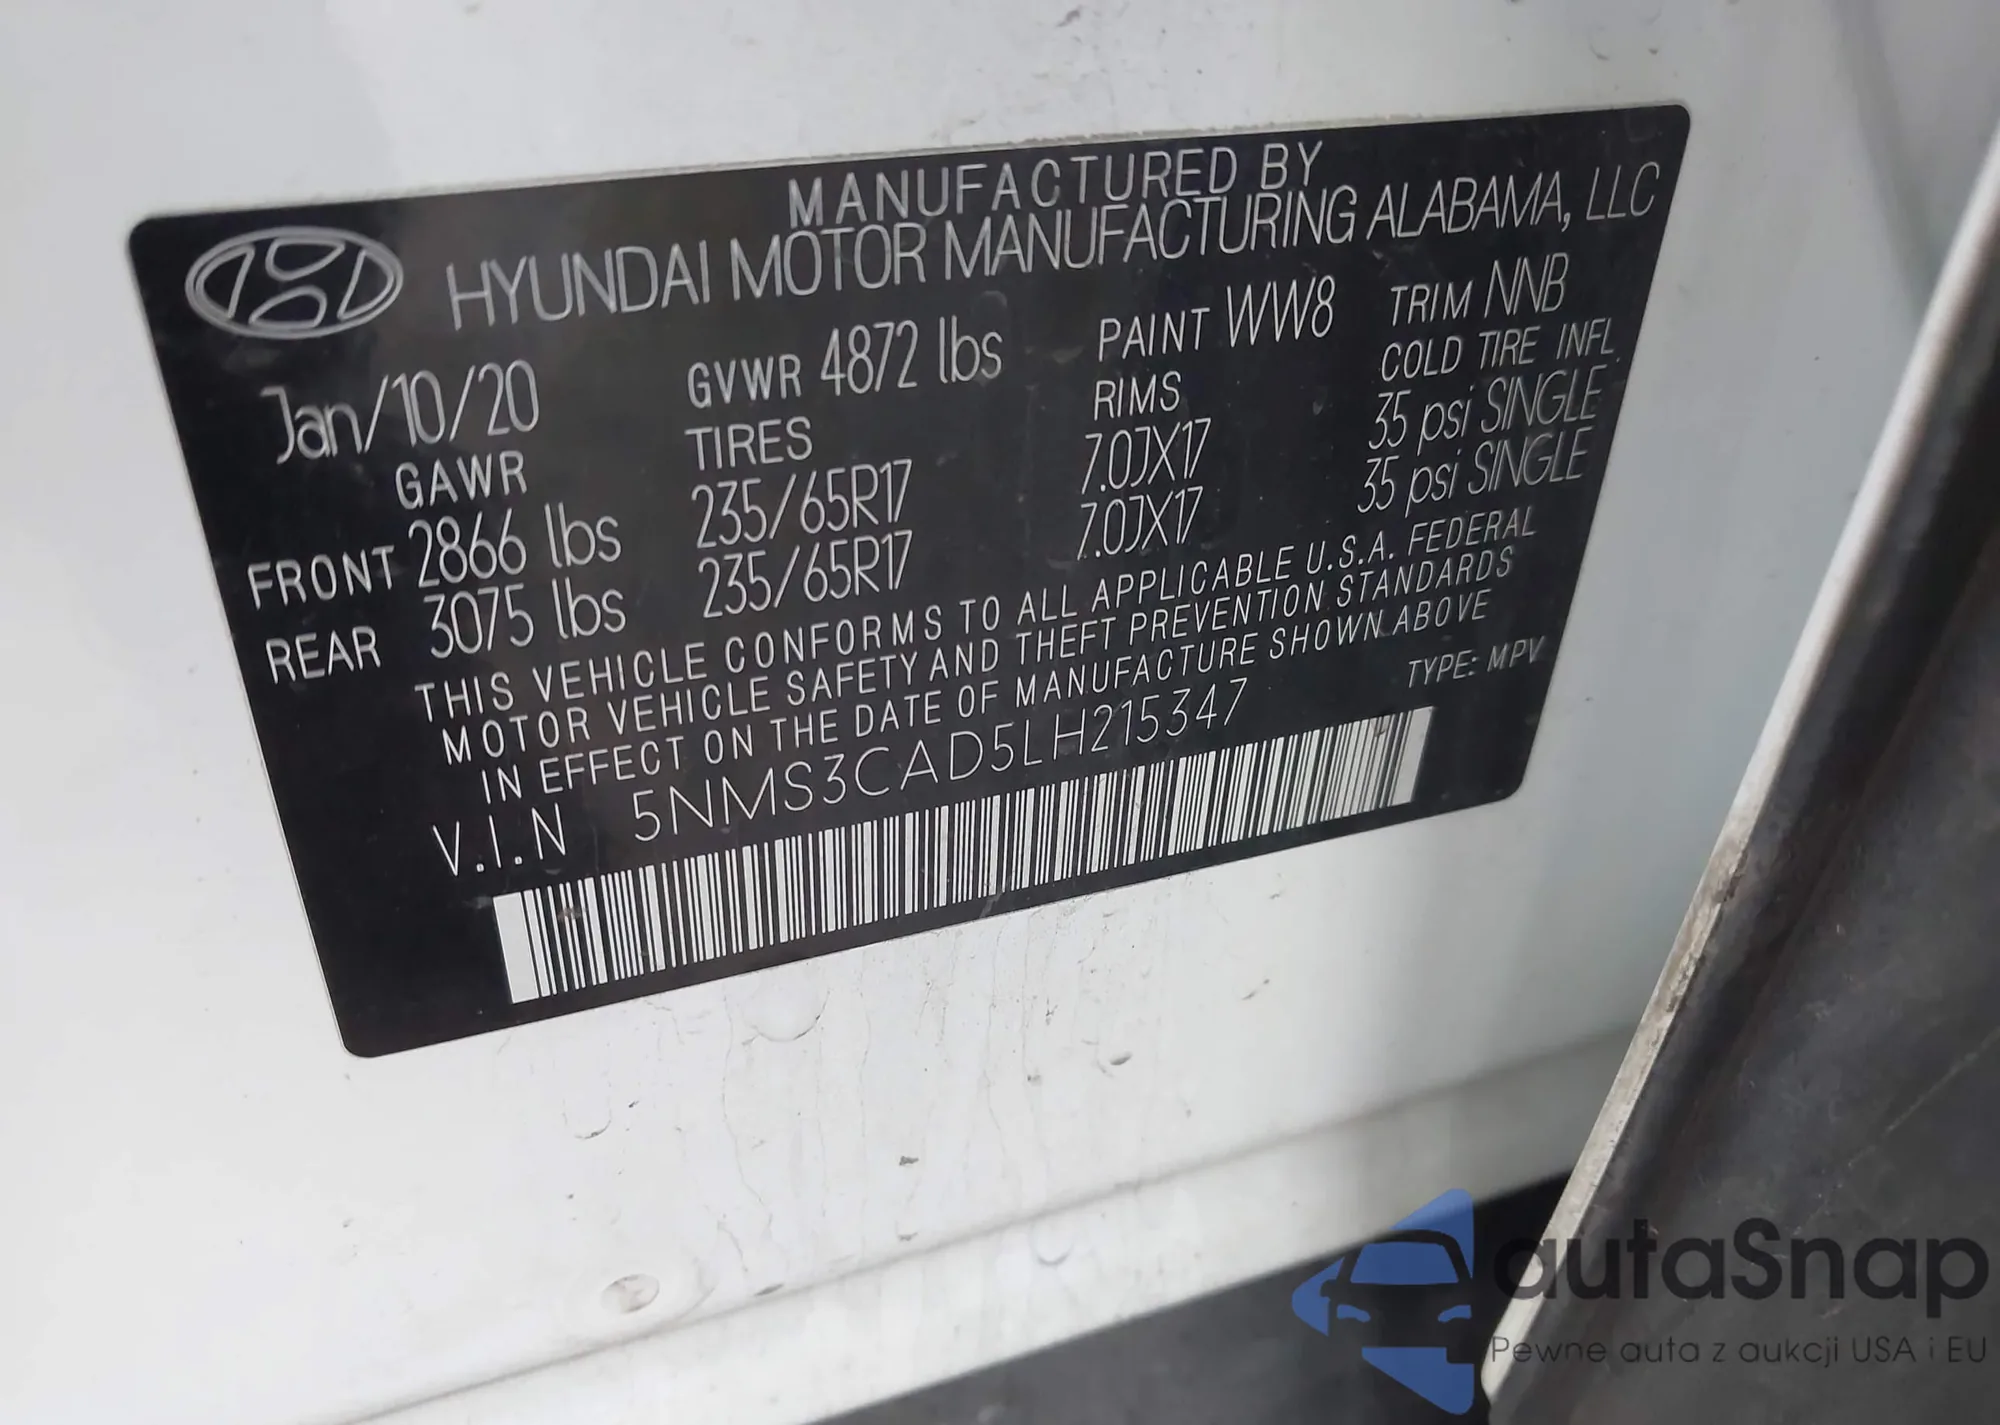 MANUFACTURED BY
HYUNDAI MOTOR MANUFACTURING ALABAMA, LLC
Jan/10/20 GVWR 4872 lbs PAINT WW8 TRIM NNB
GAWR TIRES RIMS COLD TIRE INFL.
FRONT 2866 lbs 235/65R17 7.0JX17 35 psi SINGLE
REAR 3075 lbs 235/65R17 7.0JX17 35 psi SINGLE
THIS VEHICLE CONFORMS TO ALL APPLICABLE U.S.A. FEDERAL
MOTOR VEHICLE SAFETY AND THEFT PREVENTION STANDARDS
IN EFFECT ON THE DATE OF MANUFACTURE SHOWN ABOVE
V.I.N 5NMS3CAD5LH215347 TYPE: MPV
autaSnap
Pewne auta z aukcji USA i EU